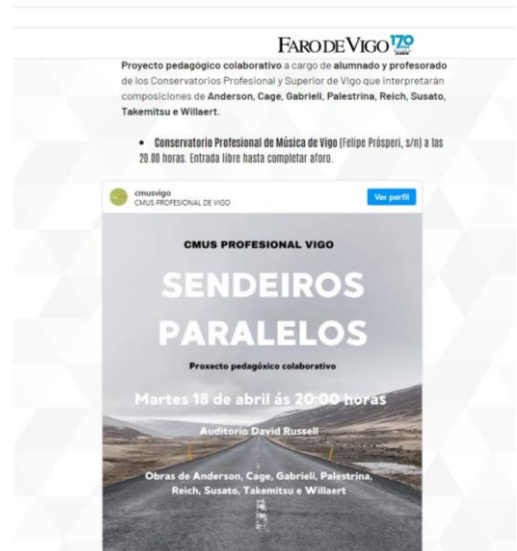 FARO DE VIGO 170
Proyecto pedagógico colaborativo a cargo de alumnado y profesorado
de los Conservatorios Profesional y Superior de Vigo que interpretarán
composiciones de Anderson, Cage, Gabrieli, Palestrina, Reich, Susato,
Takemitsu e Willaert.
• Conservatorio Profesional de Música de Vigo (Felipe Prósperi, s/n) a las
20.00 horas. Entrada libre hasta completar aforo.
cmusvigo
CMUS PROFESIONAL DE VIGO
Ver perfil
CMUS PROFESIONAL VIGO
SENDEIROS
PARALELOS
Proxecto pedagóxico colaborativo
Martes 18 de abril ás 20:00 horas
Auditorio David Russell
Obras de Anderson, Cage, Gabrieli, Palestrina,
Reich, Susato, Takemitsu e Willaert